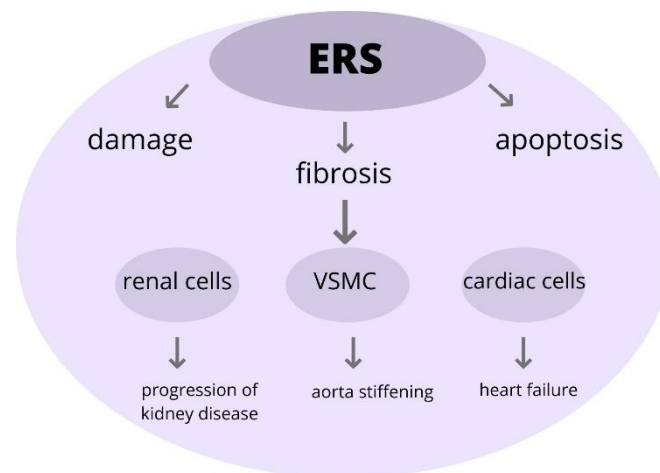 ERS
damage
apoptosis
fibrosis
renal cells
VSMC
cardiac cells
progression of
kidney disease
aorta stiffening
heart failure